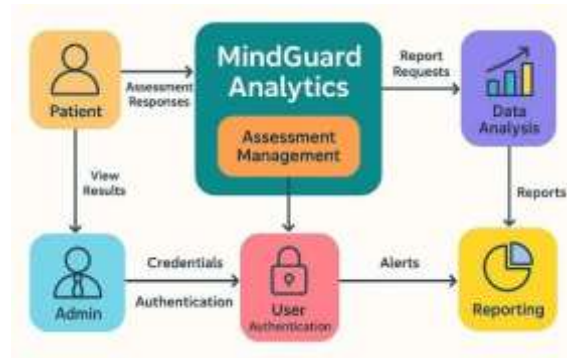 MindGuard
Analytics
Assessment
Management
Patient
Assessment
Responses
Report
Requests
Data
Analysis
View
Results
Reports
Admin
Credentials
Authentication
User
Authentication
Alerts
Reporting